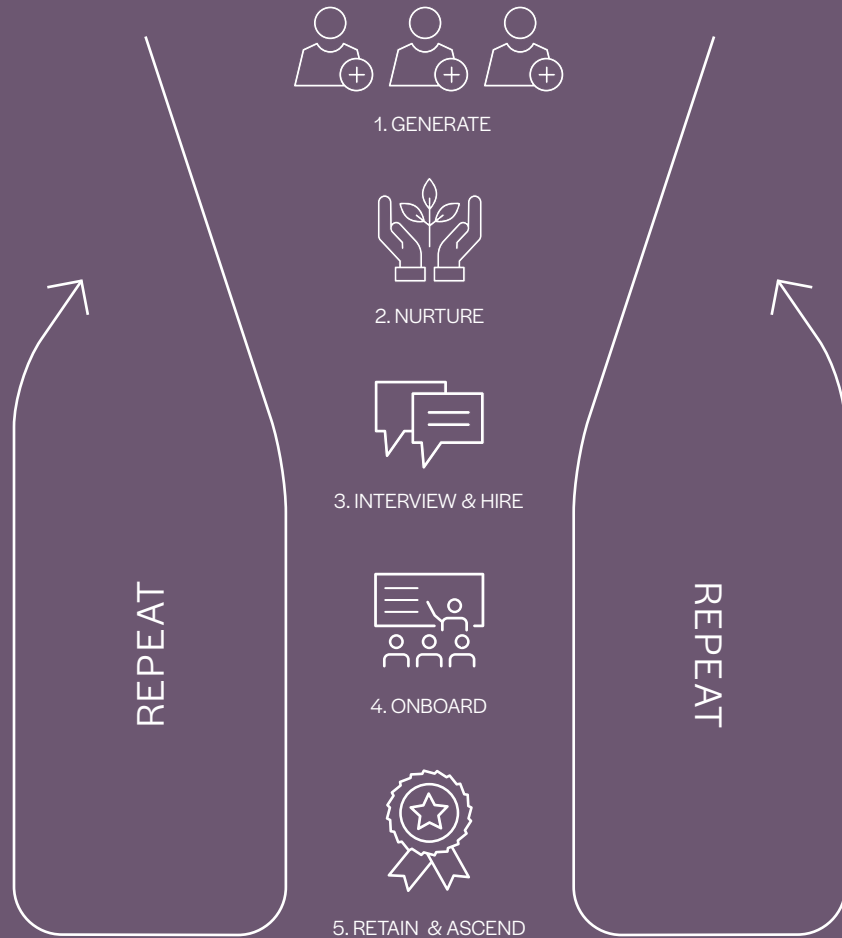 1. GENERATE
2. NURTURE
3. INTERVIEW & HIRE
REPEAT
REPEAT
4. ONBOARD
5. RETAIN & ASCEND